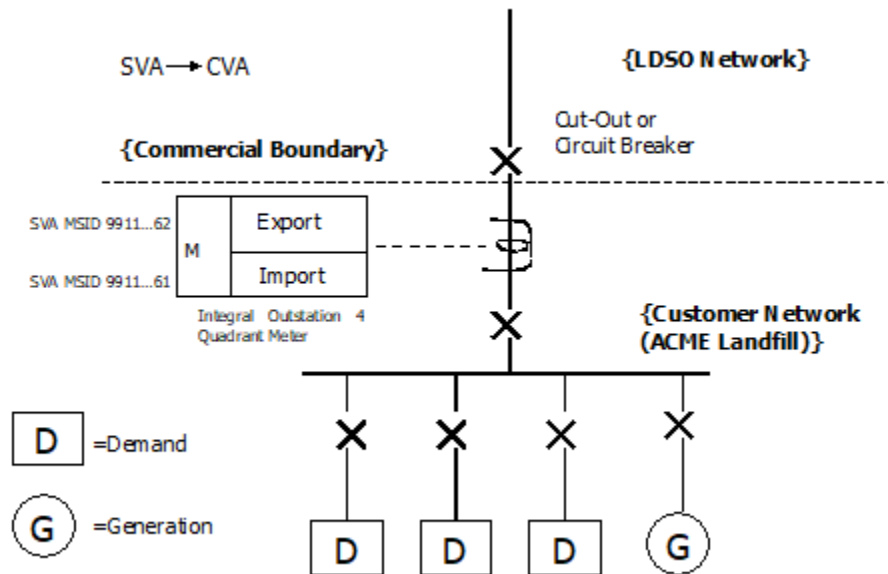 SVA → CVA
{LDSO Network}
Cut-Out or
Circuit Breaker
{Commercial Boundary}
SVA MSID 9911...62
Export
M
SVA MSID 9911...61
Import
Integral Outstation 4
Quadrant Meter
{Customer Network
(ACME Landfill)}
D =Demand
G =Generation
D D D G